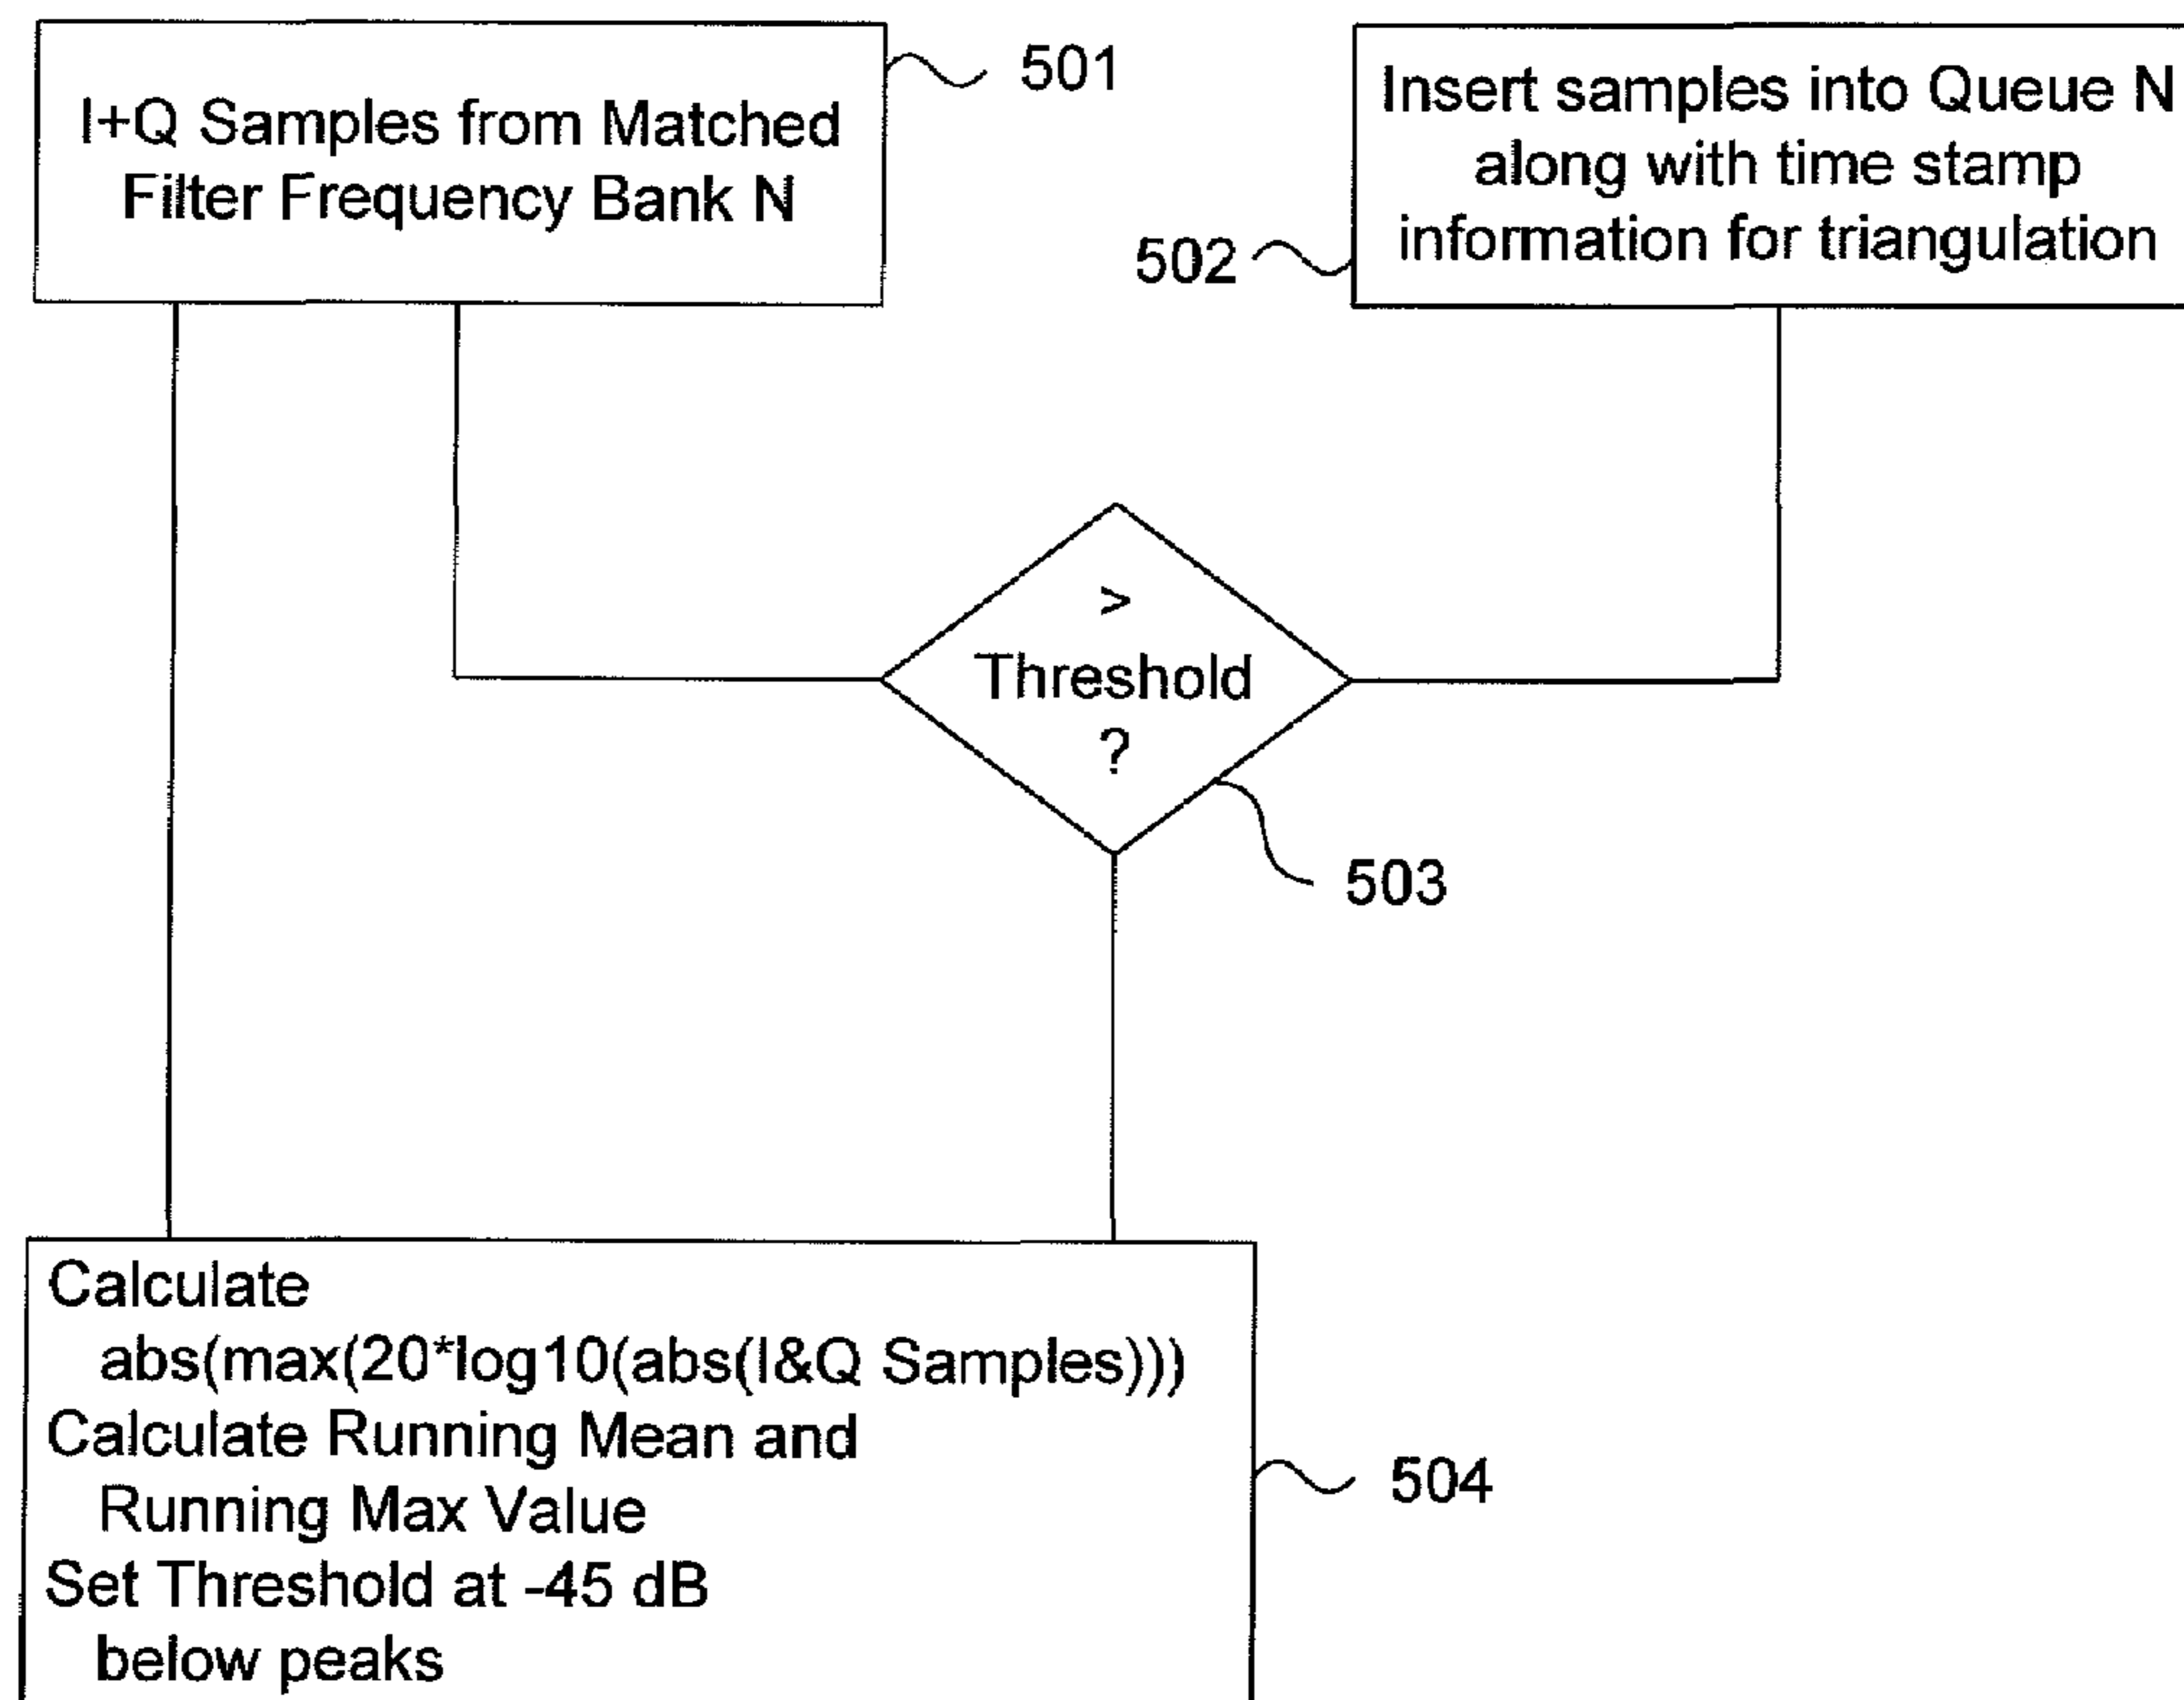 I+Q Samples from Matched
Filter Frequency Bank N
501
Insert samples into Queue N
along with time stamp
information for triangulation
502
>
Threshold
?
503
Calculate
abs(max(20*log10(abs(I&Q Samples)))
Calculate Running Mean and
Running Max Value
Set Threshold at -45 dB
below peaks
504